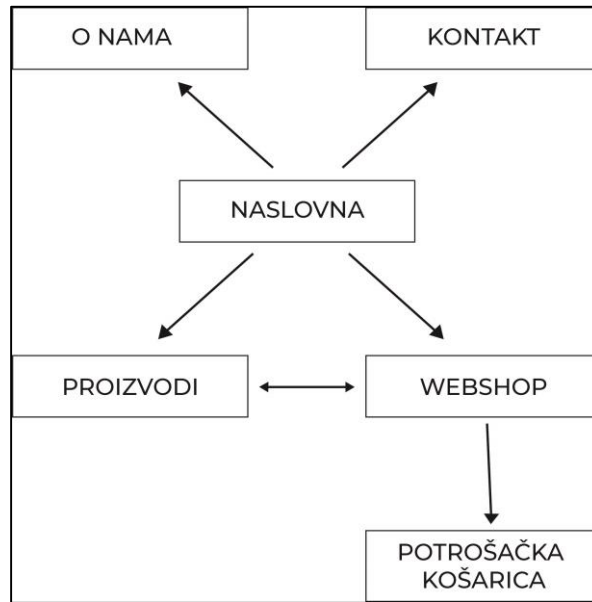 O NAMA
KONTAKT
NASLOVNA
PROIZVODI
WEBSHOP
POTROŠAČKA
KOŠARICA